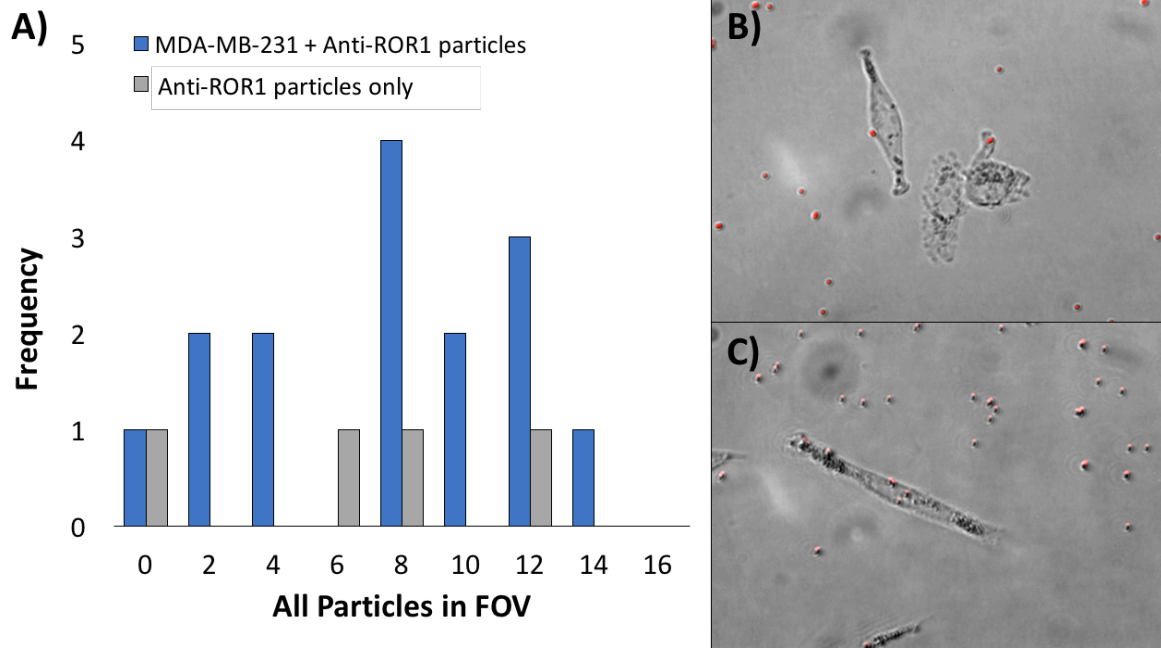 A)
5
MDA-MB-231 + Anti-ROR1 particles
Anti-ROR1 particles only
4
3
2
1
0
Frequency
0 2 4 6 8 10 12 14 16
All Particles in FOV
B)
C)